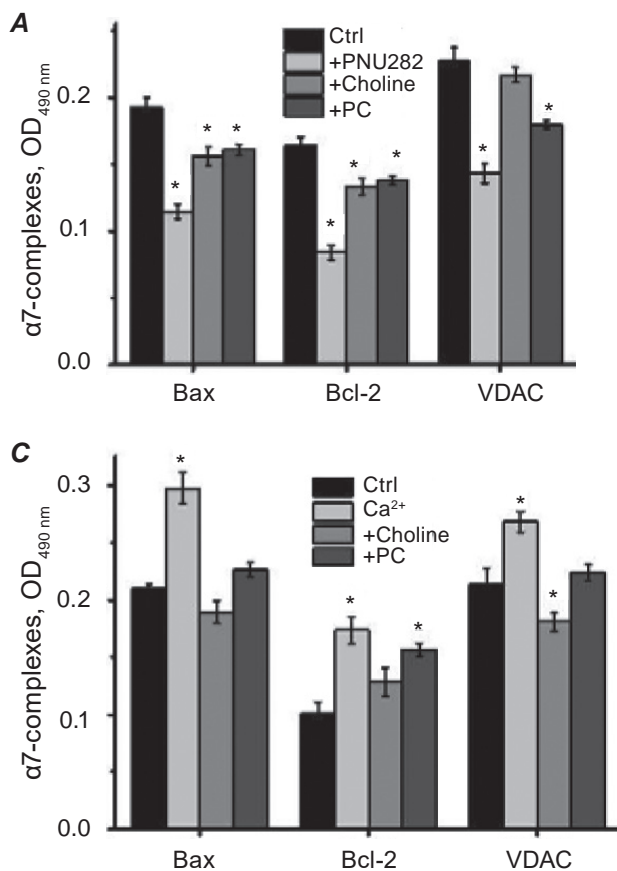 A
α7-complexes, OD490 nm
0.2
0.1
0.0
Ctrl
+PNU282
+Choline
+PC
* * *
* * *
* *
Bax Bcl-2 VDAC
C
α7-complexes, OD490 nm
0.3
0.2
0.1
0.0
Ctrl
Ca2+
+Choline
+PC
*
* *
* *
Bax Bcl-2 VDAC